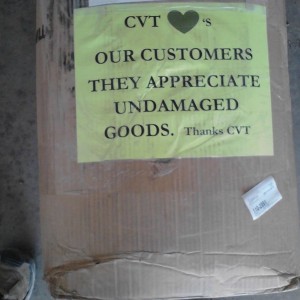 CVT ♥'s
OUR CUSTOMERS
THEY APPRECIATE
UNDAMAGED
GOODS. Thanks CVT